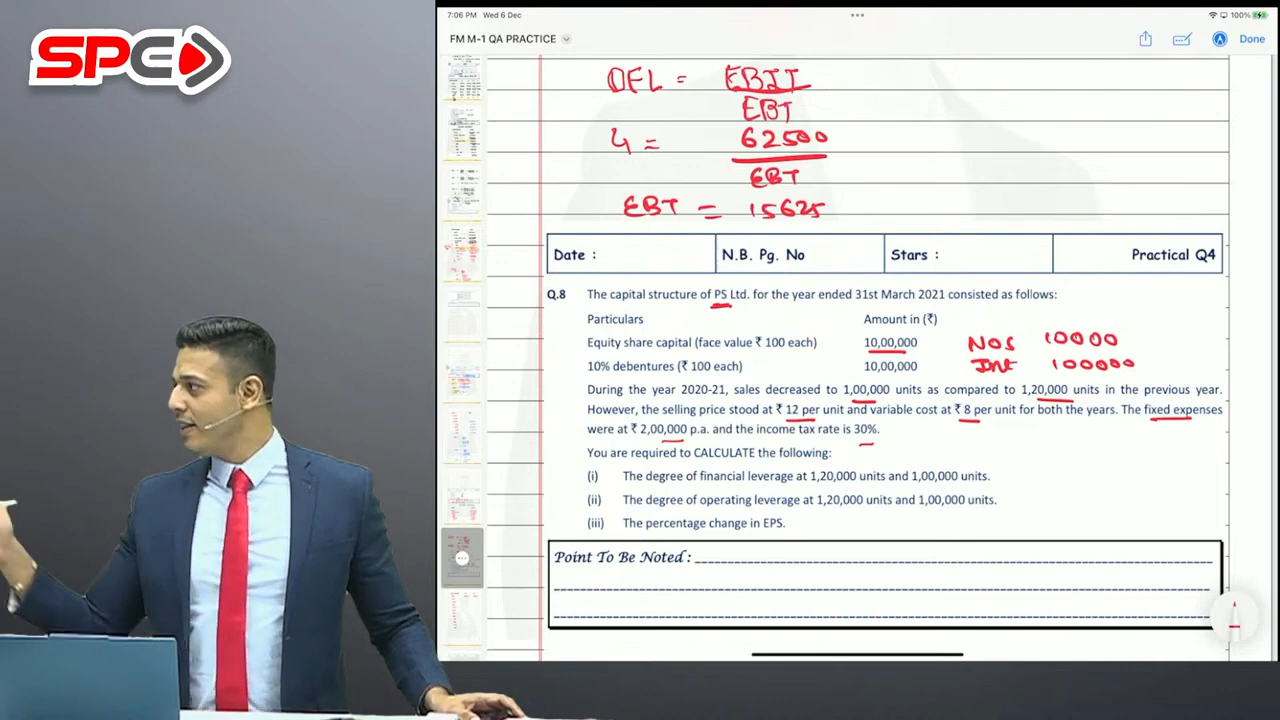 SPED
7:06 PM Wed 6 Dec
100%
FM M-1 QA PRACTICE
Done
DFL = EBIT
EBT
4 = 62500
EBT
EBT = 15625
Date : N.B. Pg. No Stars : Practical Q4
Q.8 The capital structure of PS Ltd. for the year ended 31st March 2021 consisted as follows:
Particulars Amount in (₹)
Equity share capital (face value ₹ 100 each) 10,00,000 NOS 10000
10% debentures (₹ 100 each) 10,00,000 Int 100000
During the year 2020-21, sales decreased to 1,00,000 units as compared to 1,20,000 units in the previous year.
However, the selling price stood at ₹ 12 per unit and variable cost at ₹ 8 per unit for both the years. The fixed expenses
were at ₹ 2,00,000 p.a. and the income tax rate is 30%.
You are required to CALCULATE the following:
(i) The degree of financial leverage at 1,20,000 units and 1,00,000 units.
(ii) The degree of operating leverage at 1,20,000 units and 1,00,000 units.
(iii) The percentage change in EPS.
Point To Be Noted :